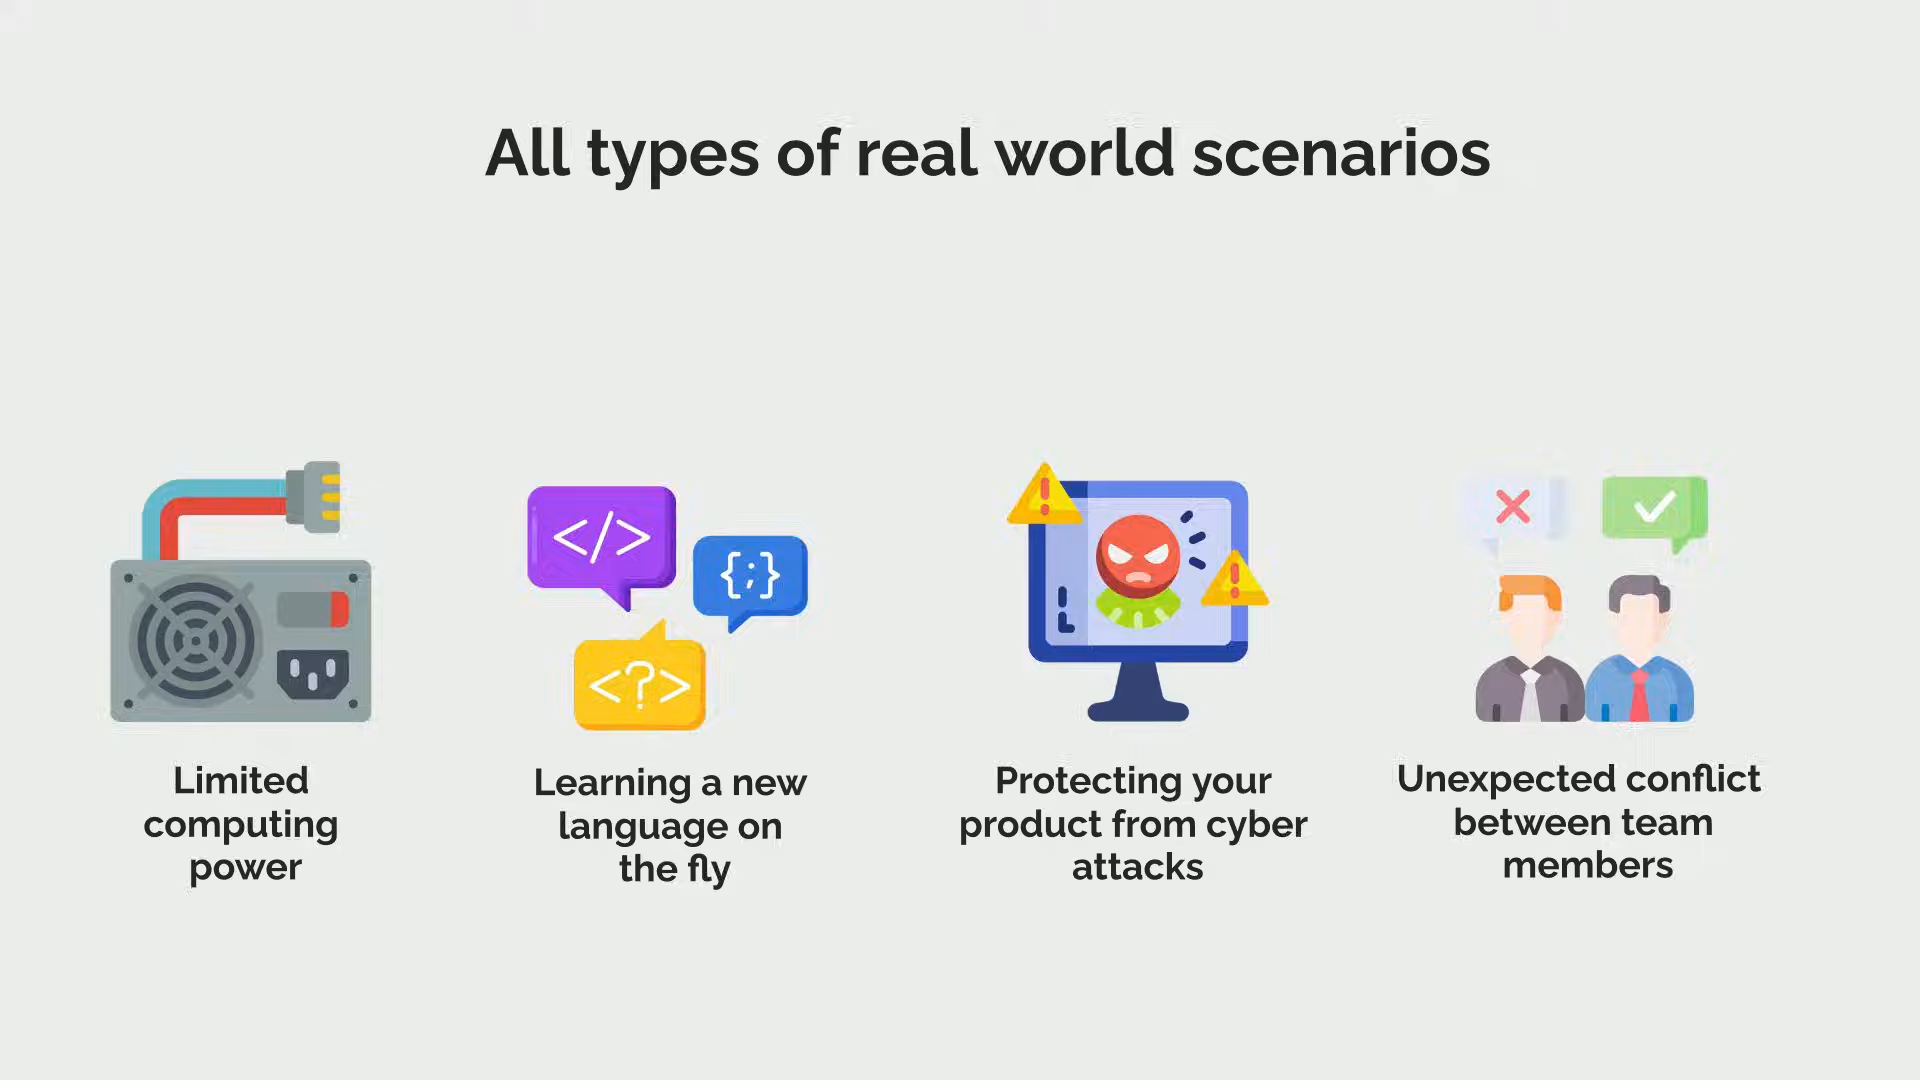 All types of real world scenarios
</>
{;}
<?>
Limited
computing
power
Learning a new
language on
the fly
Protecting your
product from cyber
attacks
Unexpected conflict
between team
members